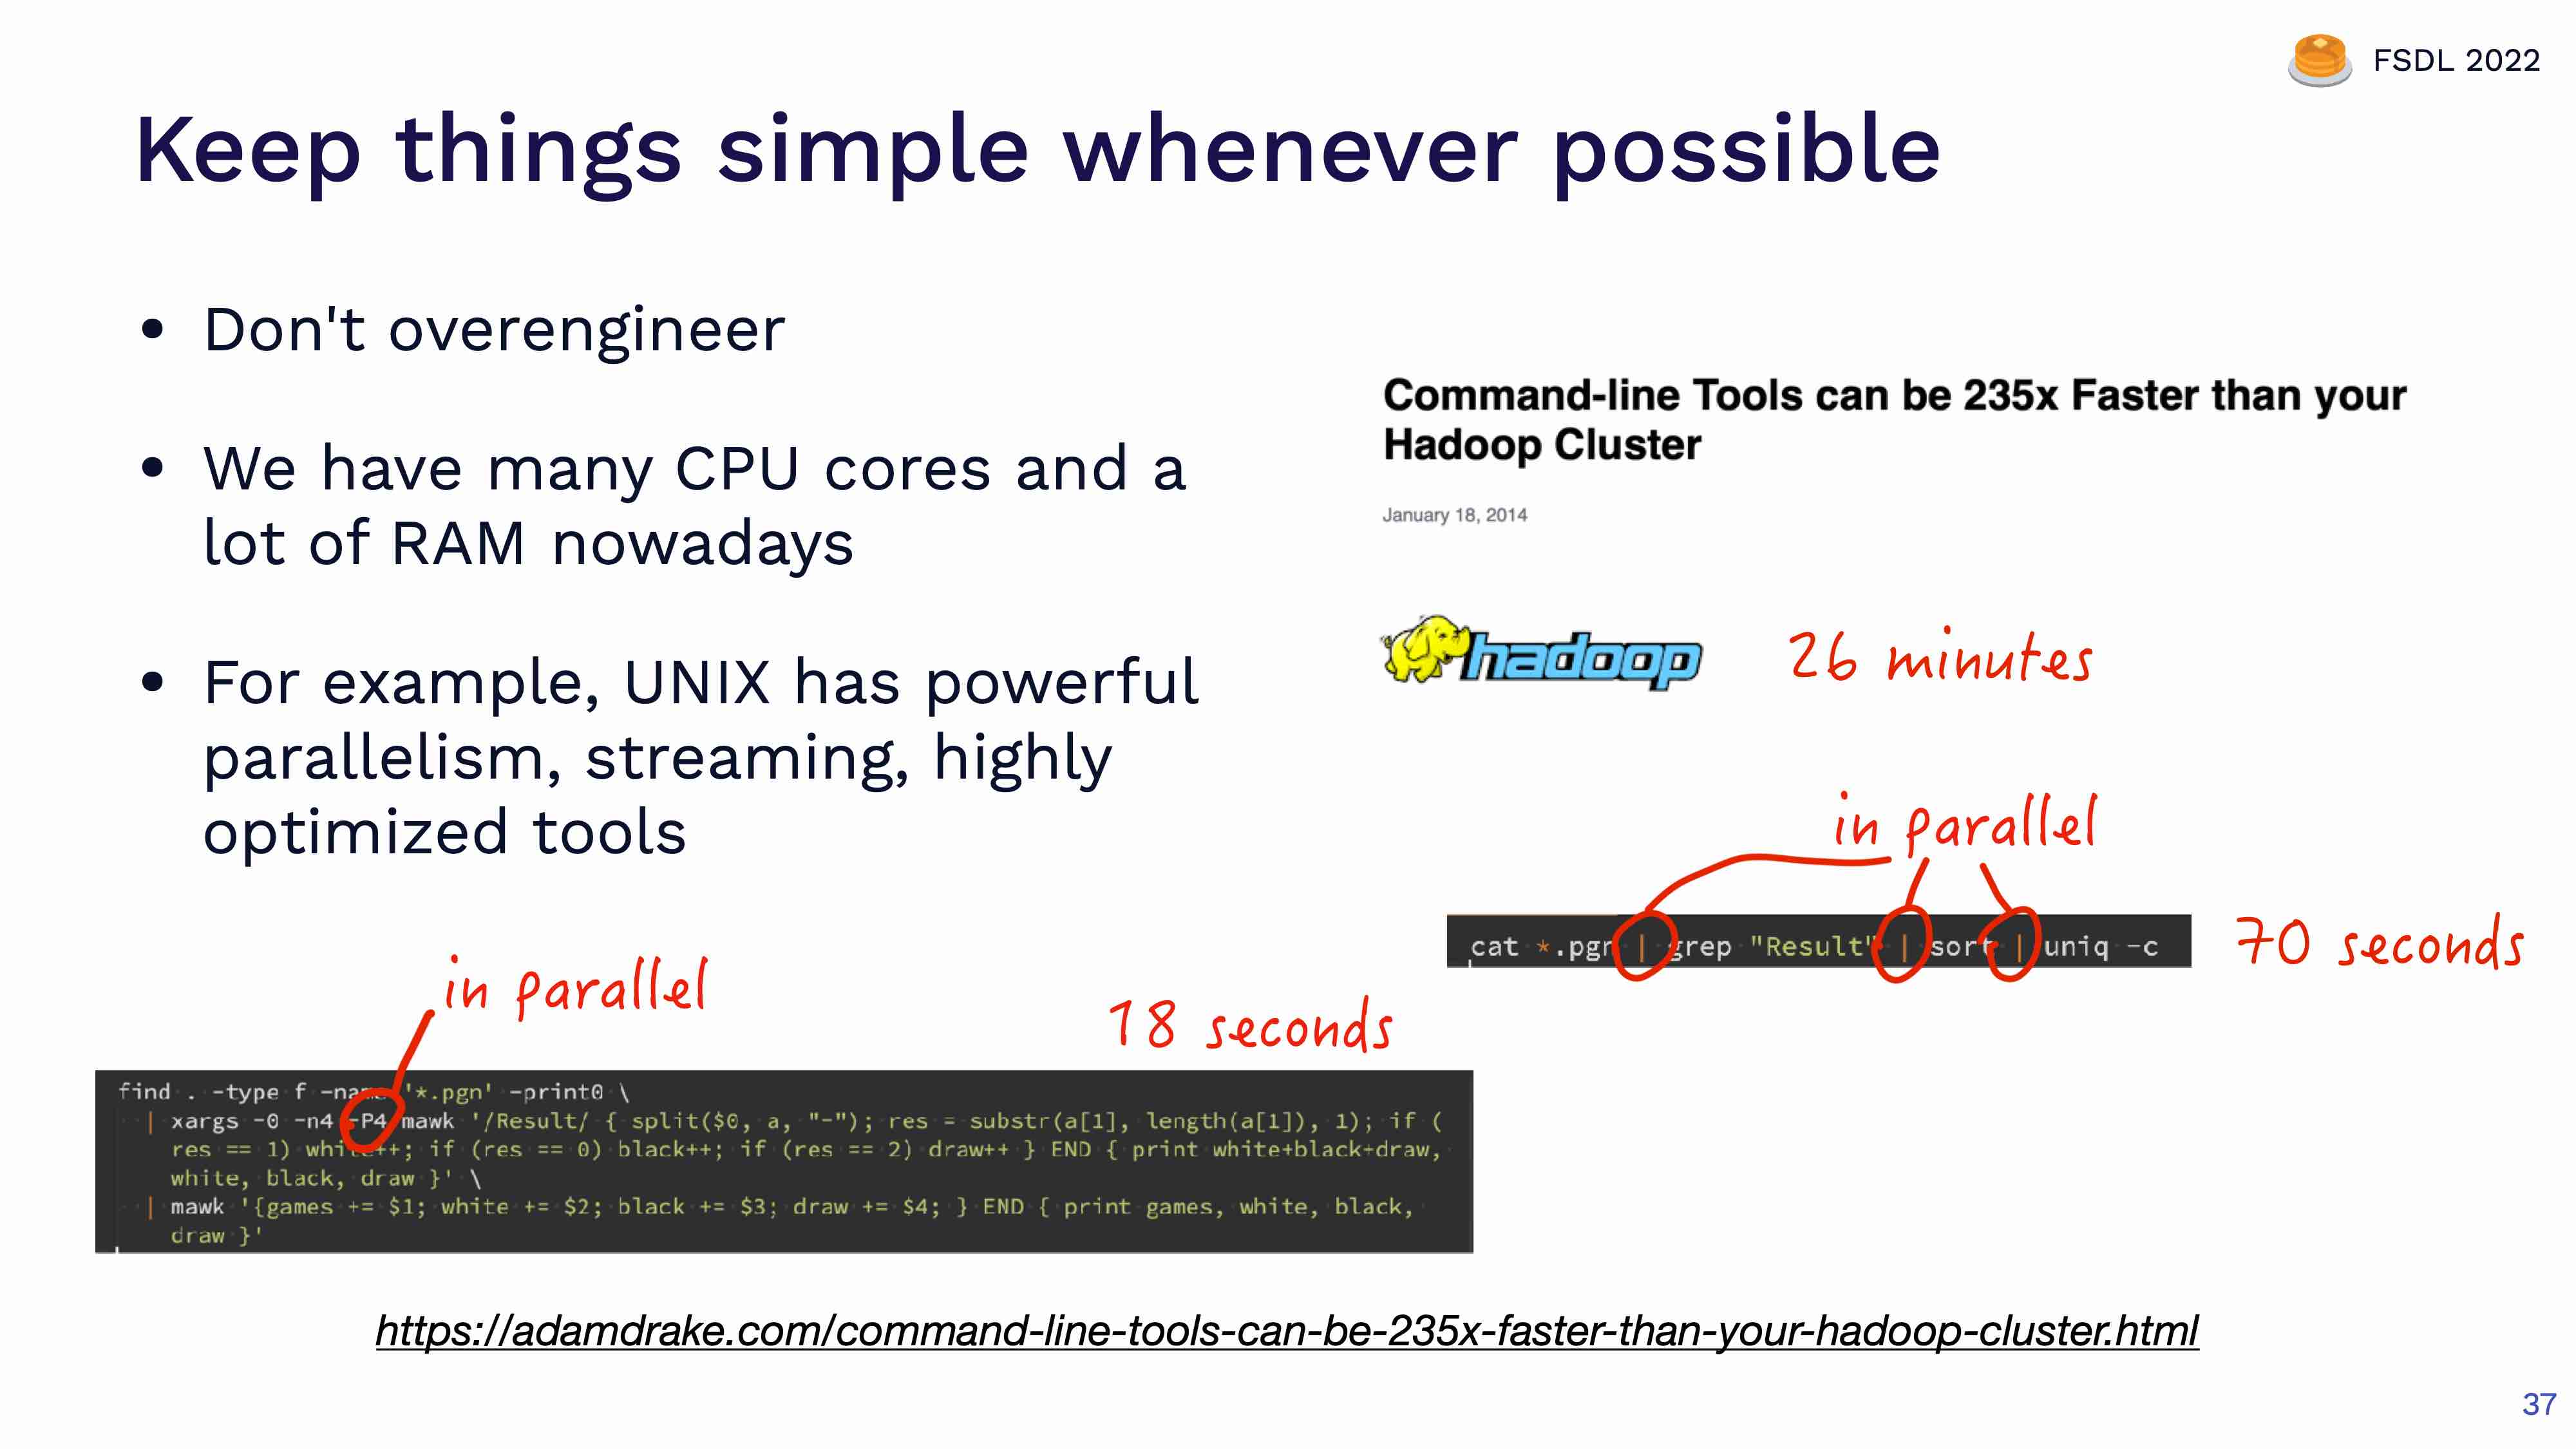 FSDL 2022
Keep things simple whenever possible
• Don't overengineer
• We have many CPU cores and a
lot of RAM nowadays
• For example, UNIX has powerful
parallelism, streaming, highly
optimized tools
Command-line Tools can be 235x Faster than your
Hadoop Cluster
January 18, 2014
hadoop
26 minutes
in parallel
cat *.pgn | grep "Result" | sort | uniq -c
70 seconds
in parallel
18 seconds
find . -type f -name '*.pgn' -print0 \
| xargs -0 -n4 -P4 mawk '/Result/ { split($0, a, "-"); res = substr(a[1], length(a[1]), 1); if (
res == 1) white++; if (res == 0) black++; if (res == 2) draw++ } END { print white+black+draw,
white, black, draw }' \
| mawk '{games += $1; white += $2; black += $3; draw += $4; } END { print games, white, black,
draw }'
https://adamdrake.com/command-line-tools-can-be-235x-faster-than-your-hadoop-cluster.html
37